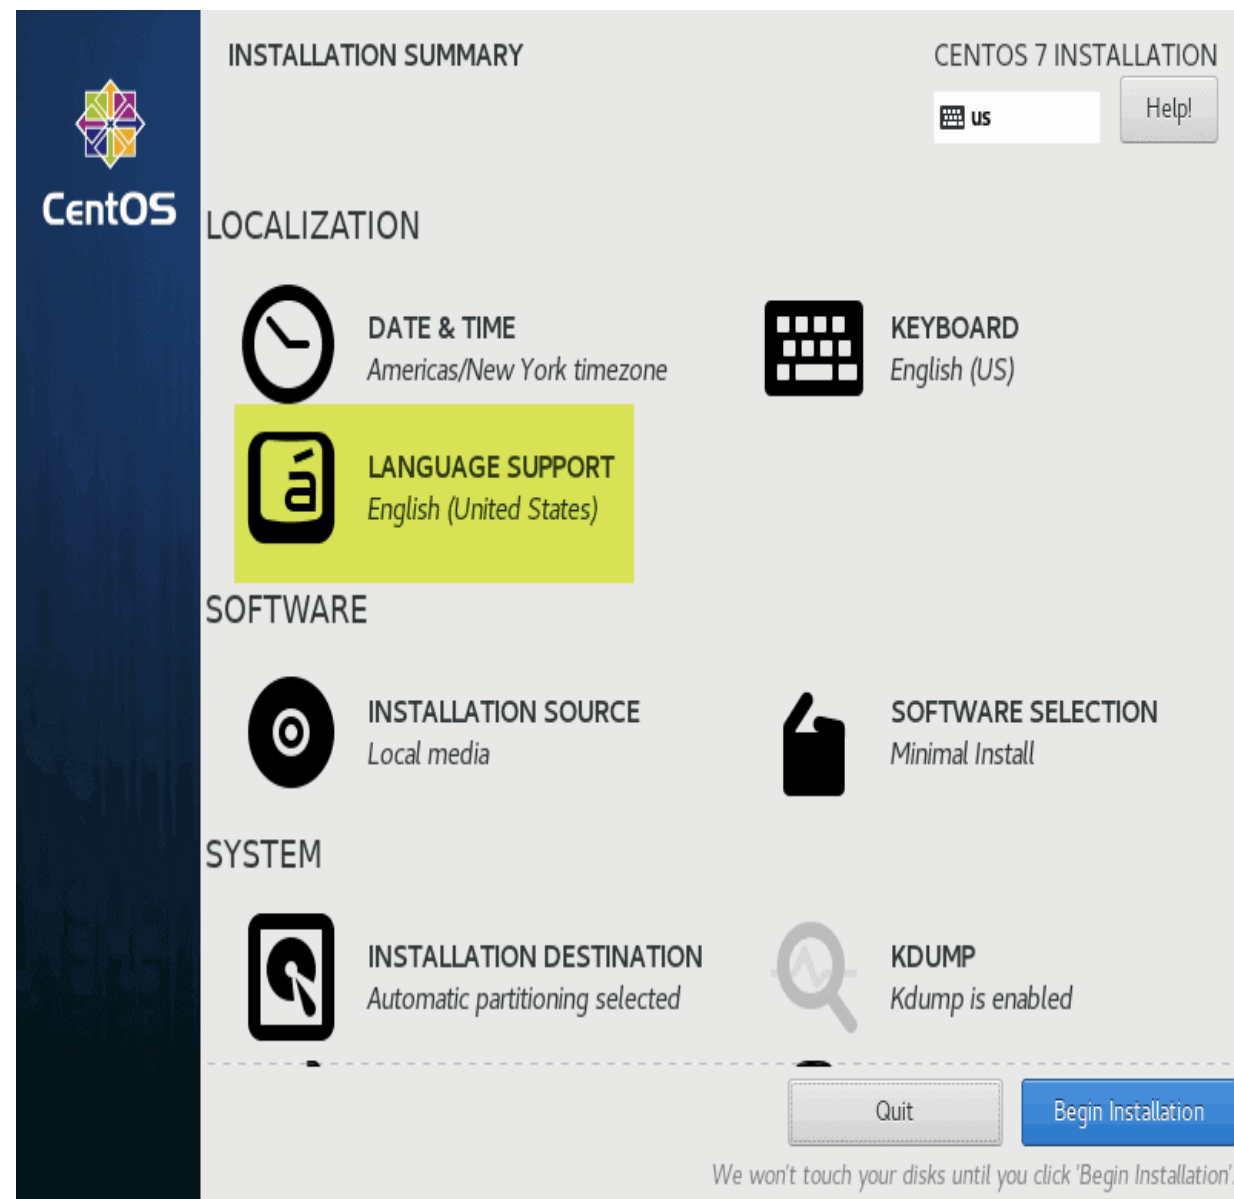 INSTALLATION SUMMARY
CENTOS 7 INSTALLATION
us
Help!
CentOS
LOCALIZATION
DATE & TIME
Americas/New York timezone
KEYBOARD
English (US)
á
LANGUAGE SUPPORT
English (United States)
SOFTWARE
INSTALLATION SOURCE
Local media
SOFTWARE SELECTION
Minimal Install
SYSTEM
INSTALLATION DESTINATION
Automatic partitioning selected
KDUMP
Kdump is enabled
Quit
Begin Installation
We won't touch your disks until you click 'Begin Installation'.